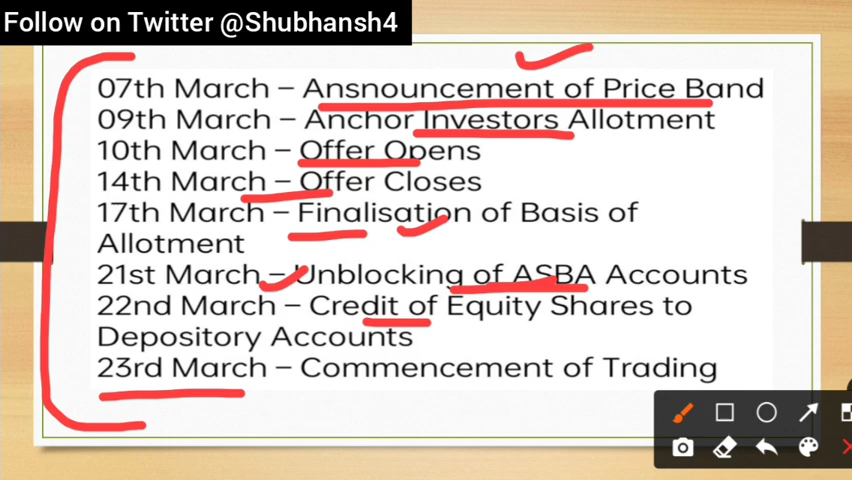 Follow on Twitter @Shubhansh4
07th March – Ansnouncement of Price Band
09th March – Anchor Investors Allotment
10th March – Offer Opens
14th March – Offer Closes
17th March – Finalisation of Basis of
Allotment
21st March – Unblocking of ASBA Accounts
22nd March – Credit of Equity Shares to
Depository Accounts
23rd March – Commencement of Trading